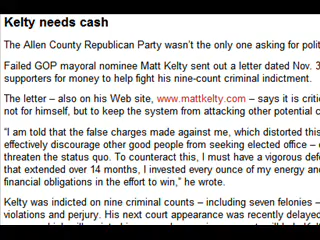 Kelty needs cash
The Allen County Republican Party wasn't the only one asking for polit
Failed GOP mayoral nominee Matt Kelty sent out a letter dated Nov. 3
supporters for money to help fight his nine-count criminal indictment.
The letter – also on his Web site, www.mattkelty.com – says it is critic
not for himself, but to keep the system from attacking other potential c
"I am told that the false charges made against me, which distorted this
effectively discourage other good people from seeking elected office –
threaten the status quo. To counteract this, I must have a vigorous defe
that extended over 14 months, I invested every ounce of my energy and
financial obligations in the effort to win," he wrote.
Kelty was indicted on nine criminal counts – including seven felonies –
violations and perjury. His next court appearance was recently delayed